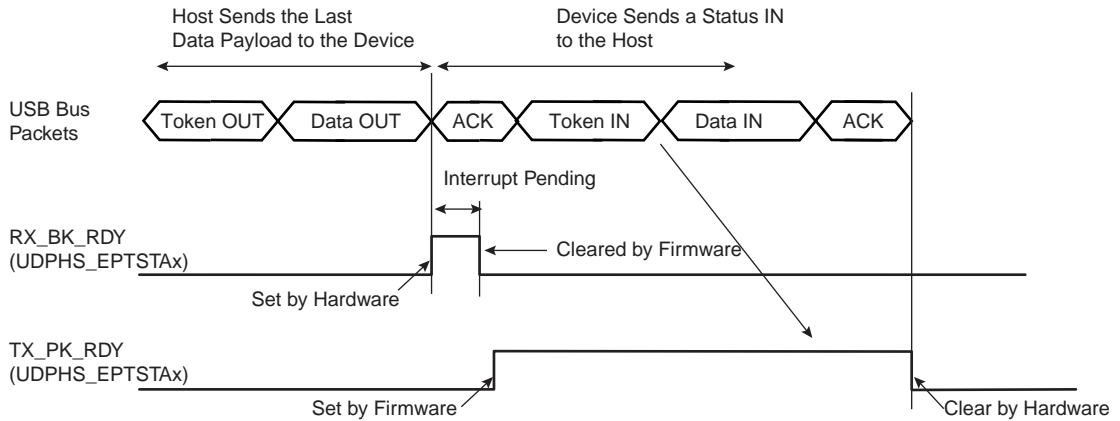 Host Sends the Last
Data Payload to the Device
Device Sends a Status IN
to the Host
USB Bus
Packets
Token OUT
Data OUT
ACK
Token IN
Data IN
ACK
Interrupt Pending
RX_BK_RDY
(UDPHS_EPTSTAx)
Cleared by Firmware
Set by Hardware
TX_PK_RDY
(UDPHS_EPTSTAx)
Set by Firmware
Clear by Hardware